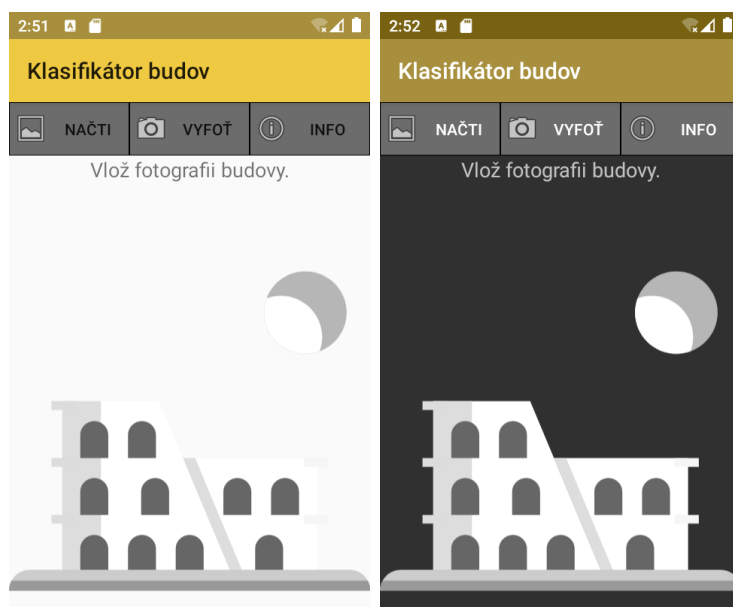 2:51
Klasifikátor budov
NAČTI
VYFOŤ
INFO
Vlož fotografii budovy.
2:52
Klasifikátor budov
NAČTI
VYFOŤ
INFO
Vlož fotografii budovy.